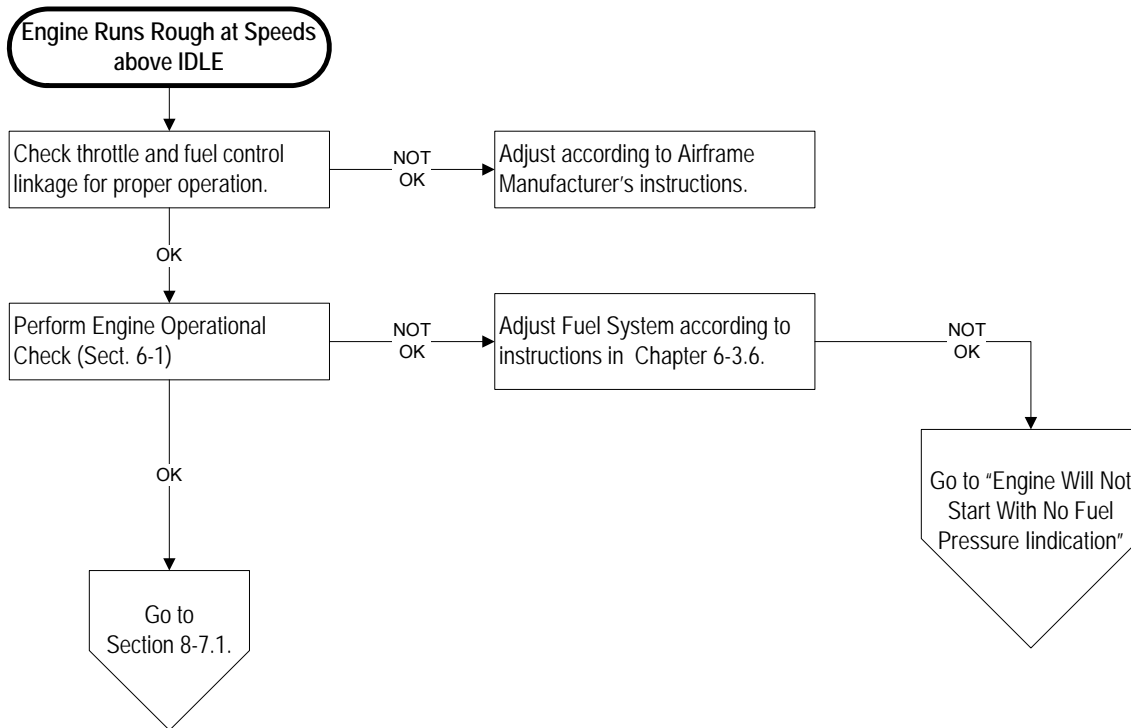 Engine Runs Rough at Speeds
above IDLE
Check throttle and fuel control
linkage for proper operation.
NOT
OK
Adjust according to Airframe
Manufacturer's instructions.
OK
Perform Engine Operational
Check (Sect. 6-1)
NOT
OK
Adjust Fuel System according to
instructions in Chapter 6-3.6.
NOT
OK
OK
Go to "Engine Will Not
Start With No Fuel
Pressure Iindication"
Go to
Section 8-7.1.